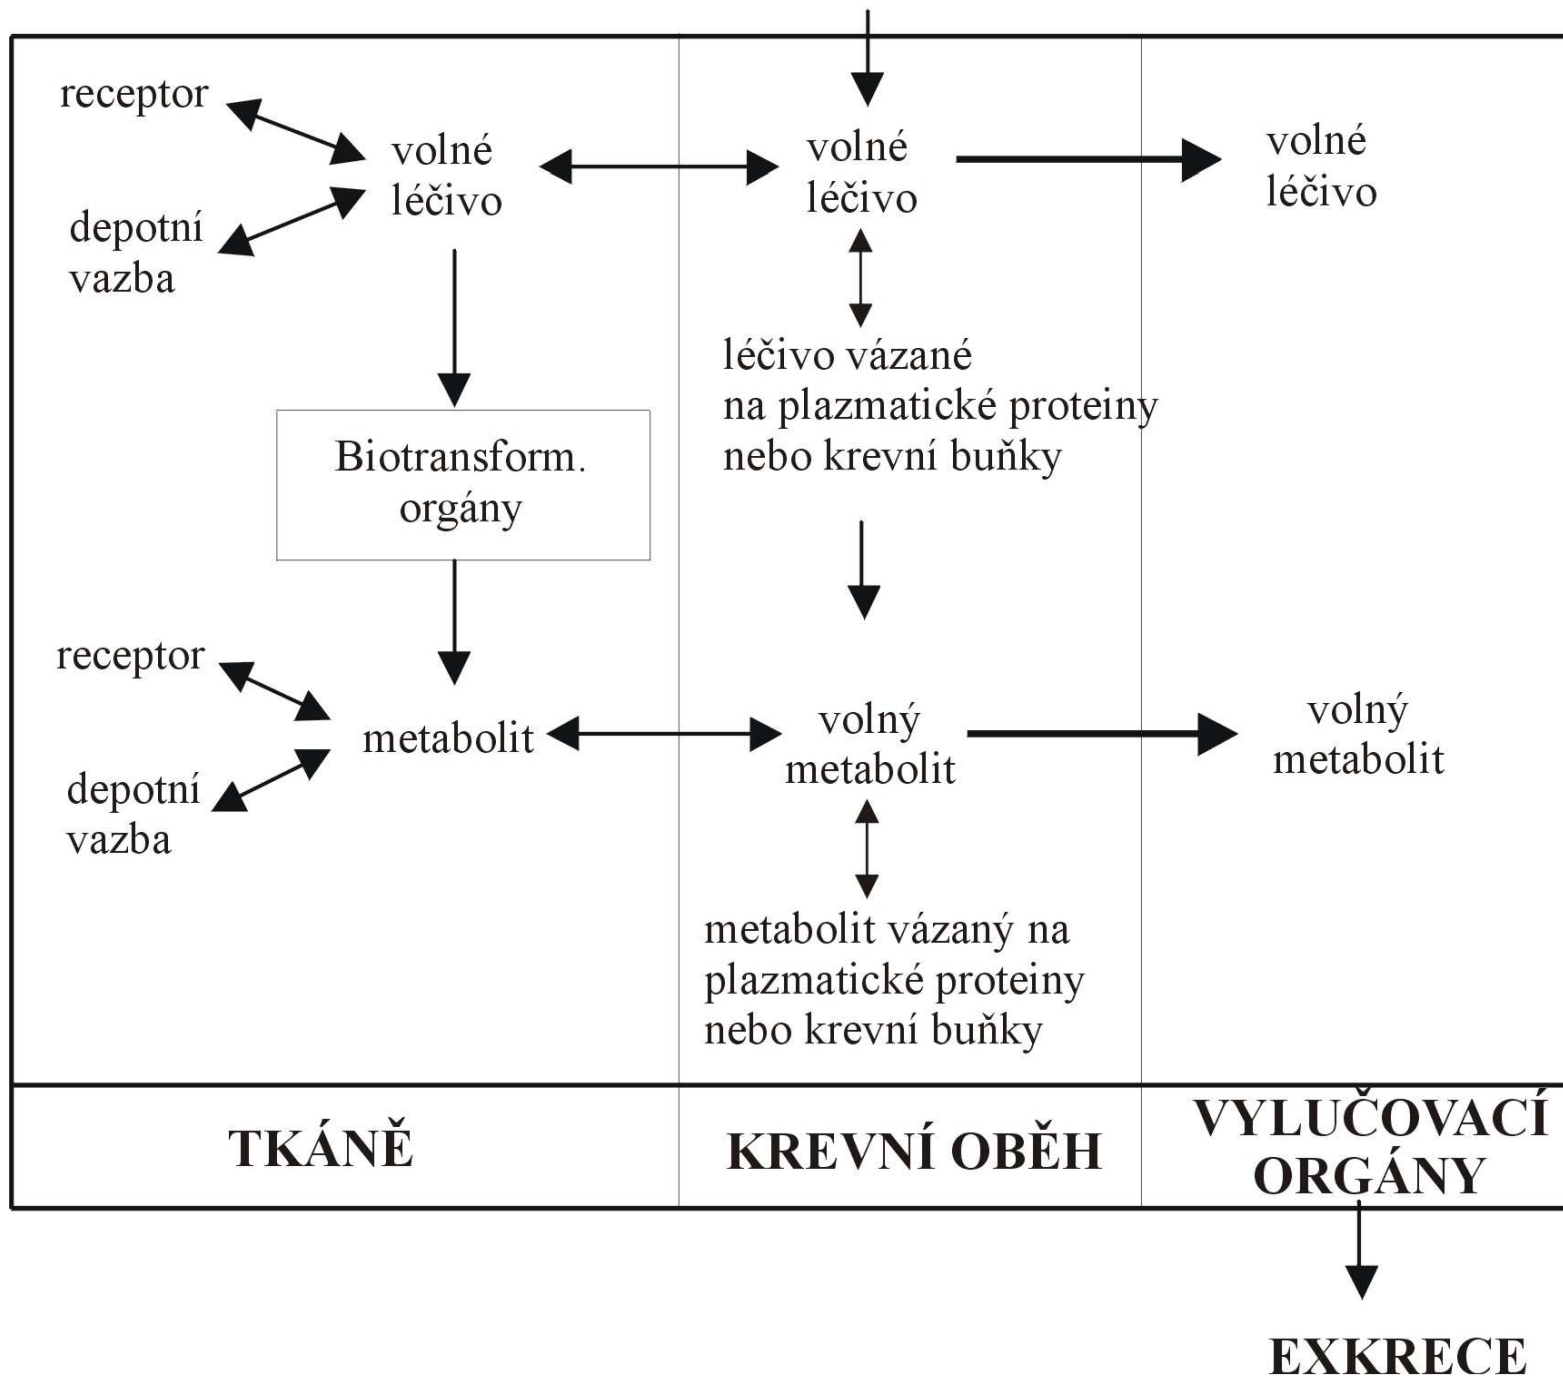 receptor
volné
léčivo
depotní
vazba
volné
léčivo
volné
léčivo
léčivo vázané
na plazmatické proteiny
nebo krevní buňky
Biotransform.
orgány
receptor
metabolit
depotní
vazba
volný
metabolit
volný
metabolit
metabolit vázaný na
plazmatické proteiny
nebo krevní buňky
TKÁNĚ
KREVNÍ OBĚH
VYLUČOVACÍ
ORGÁNY
EXKRECE